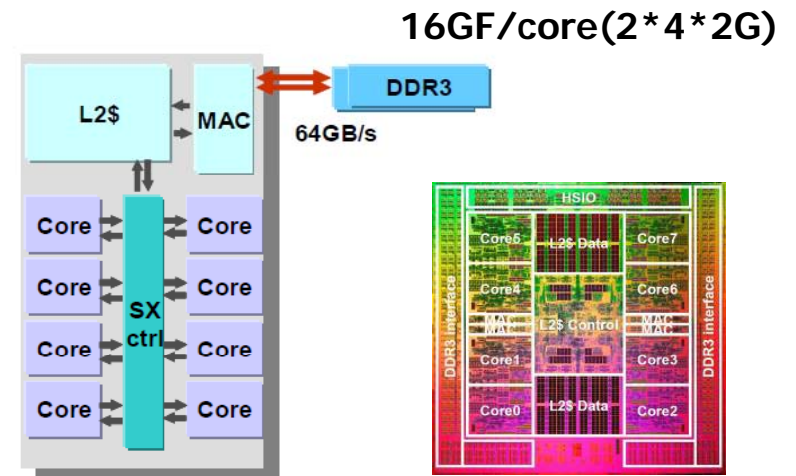 16GF/core(2*4*2G)
L2$
MAC
DDR3
64GB/s
Core
Core
Core
Core
SX
ctrl
Core
Core
Core
Core
HSIO
Core5
L2$ Data
Core7
Core4
Core6
DDR3 interface
MAC
MAC
L2$ Control
MAC
MAC
DDR3 interface
Core1
Core3
Core0
L2$ Data
Core2